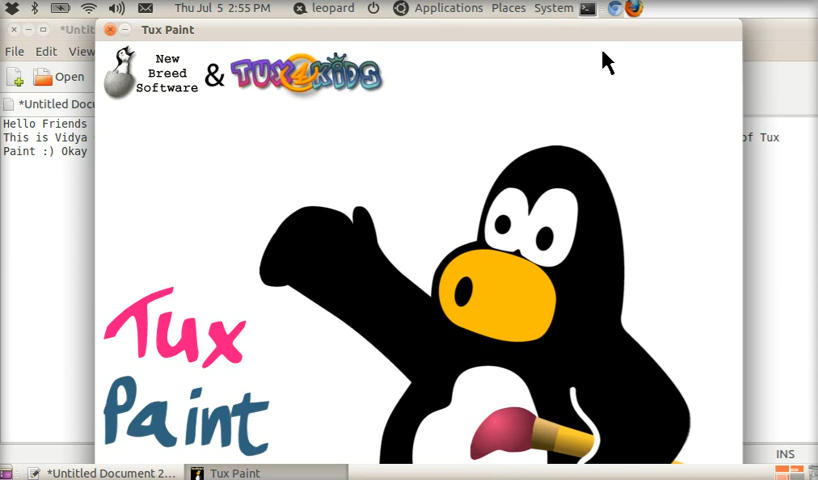 Thu Jul 5 2:55 PM leopard Applications Places System
Tux Paint
File Edit View
Open
*Untitled Docu
Hello Friends
This is Vidya
of Tux
Paint :) Okay
New
Breed
Software
&
TUX4KIDS
Tux
Paint
INS
*Untitled Document 2...
Tux Paint